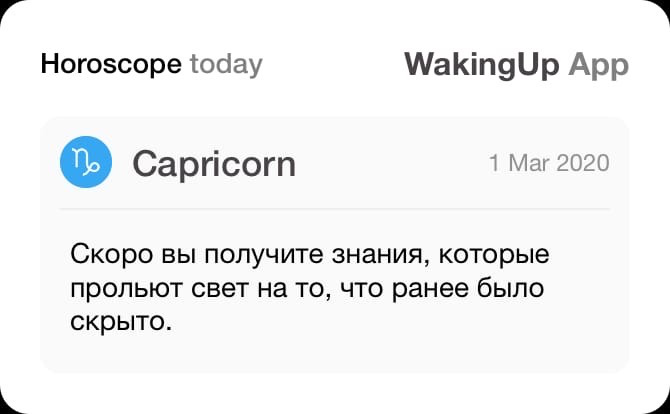 Horoscope today
WakingUp App
Capricorn
1 Mar 2020
Скоро вы получите знания, которые
прольют свет на то, что ранее было
скрыто.